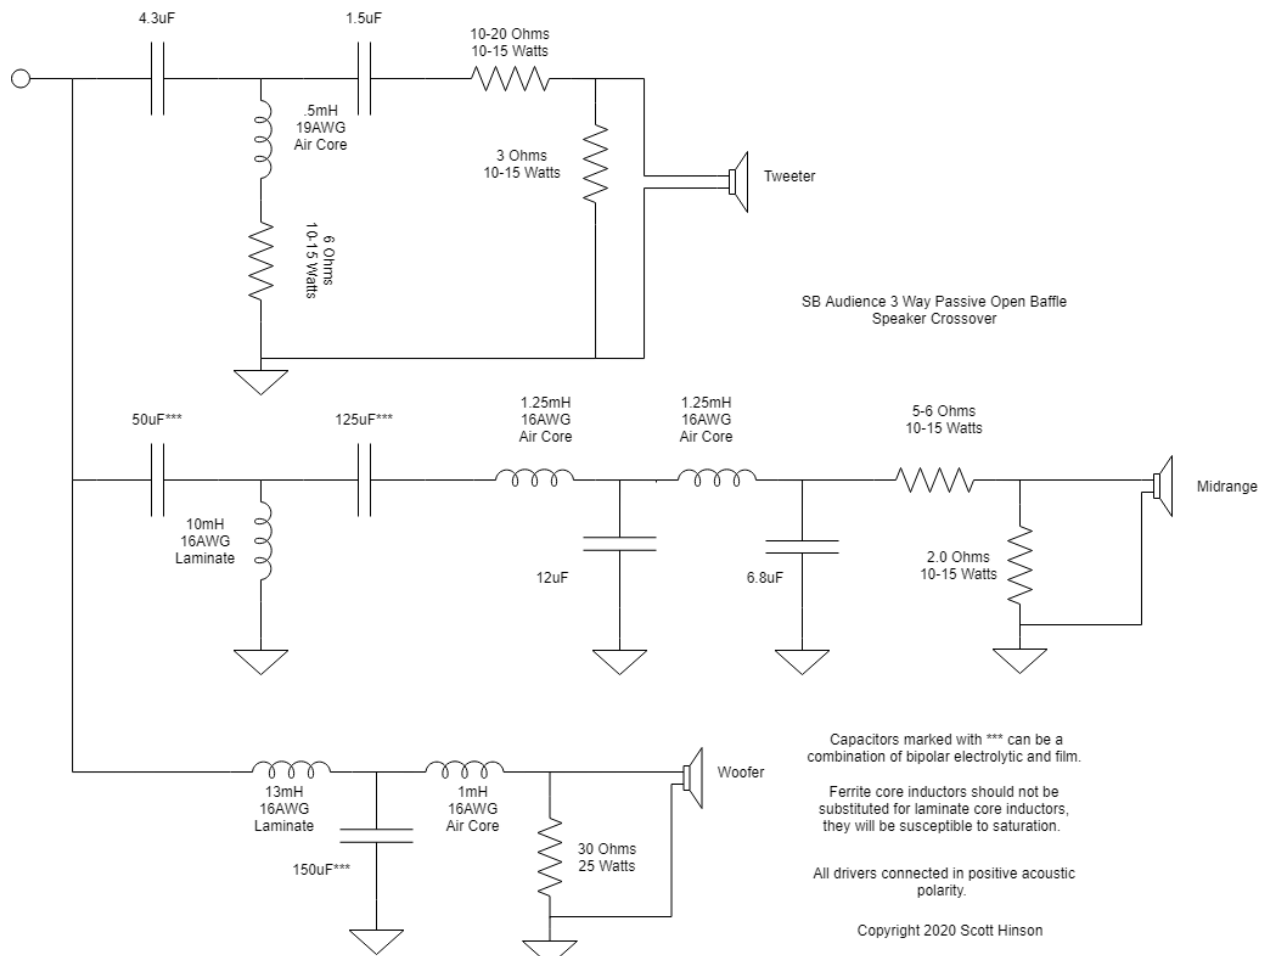 4.3uF
1.5uF
10-20 Ohms
10-15 Watts
.5mH
19AWG
Air Core
3 Ohms
10-15 Watts
Tweeter
6 Ohms
10-15 Watts
SB Audience 3 Way Passive Open Baffle
Speaker Crossover
50uF***
125uF***
1.25mH
16AWG
Air Core
1.25mH
16AWG
Air Core
5-6 Ohms
10-15 Watts
Midrange
10mH
16AWG
Laminate
12uF
6.8uF
2.0 Ohms
10-15 Watts
Woofer
13mH
16AWG
Laminate
1mH
16AWG
Air Core
150uF***
30 Ohms
25 Watts
Capacitors marked with *** can be a
combination of bipolar electrolytic and film.
Ferrite core inductors should not be
substituted for laminate core inductors,
they will be susceptible to saturation.
All drivers connected in positive acoustic
polarity.
Copyright 2020 Scott Hinson